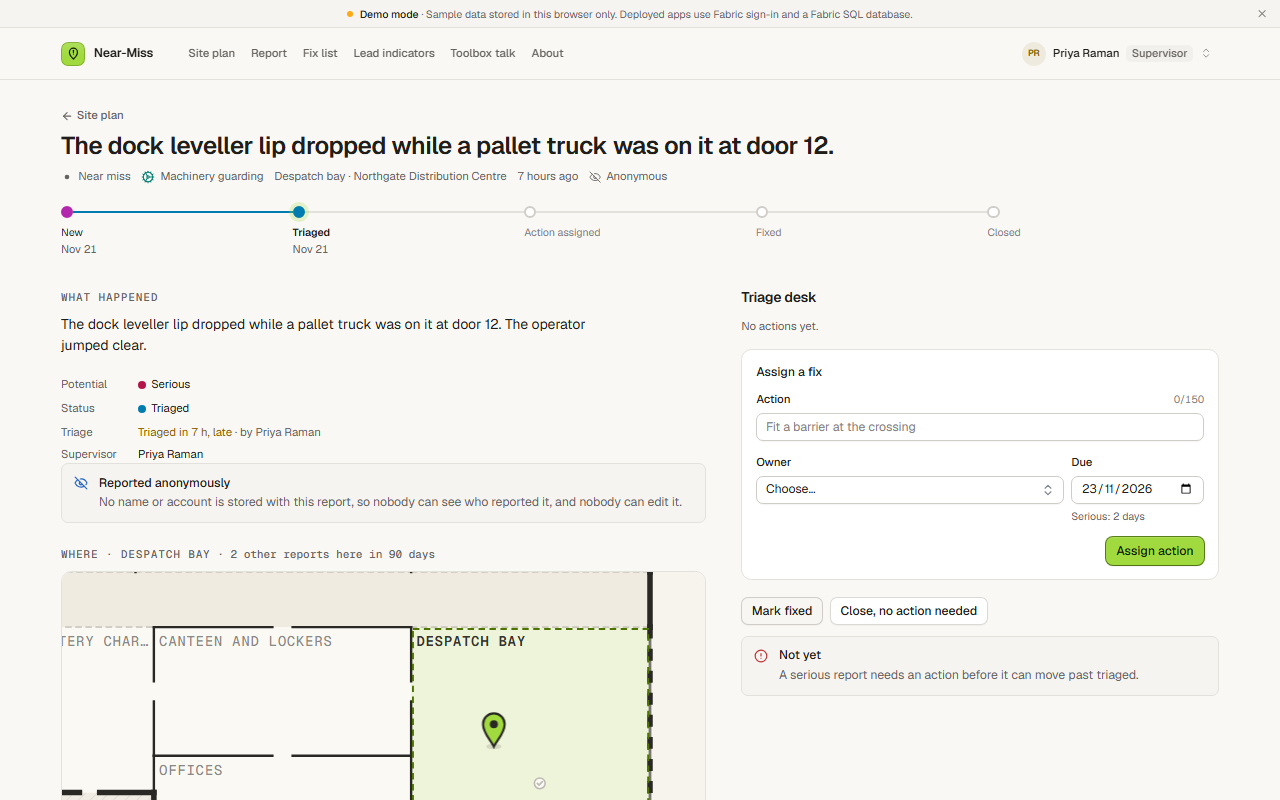 Demo mode · Sample data stored in this browser only. Deployed apps use Fabric sign-in and a Fabric SQL database.
Near-Miss
Site plan
Report
Fix list
Lead indicators
Toolbox talk
About
PR
Priya Raman
Supervisor
Site plan
The dock leveller lip dropped while a pallet truck was on it at door 12.
Near miss
Machinery guarding
Despatch bay · Northgate Distribution Centre
7 hours ago
Anonymous
New
Nov 21
Triaged
Nov 21
Action assigned
Fixed
Closed
WHAT HAPPENED
The dock leveller lip dropped while a pallet truck was on it at door 12. The operator
jumped clear.
Potential
Serious
Status
Triaged
Triage
Triaged in 7 h, late · by Priya Raman
Supervisor
Priya Raman
Reported anonymously
No name or account is stored with this report, so nobody can see who reported it, and nobody can edit it.
WHERE · DESPATCH BAY · 2 other reports here in 90 days
TERY CHAR…
CANTEEN AND LOCKERS
DESPATCH BAY
OFFICES
Triage desk
No actions yet.
Assign a fix
Action
0/150
Fit a barrier at the crossing
Owner
Due
Choose…
23/11/2026
Serious: 2 days
Assign action
Mark fixed
Close, no action needed
Not yet
A serious report needs an action before it can move past triaged.